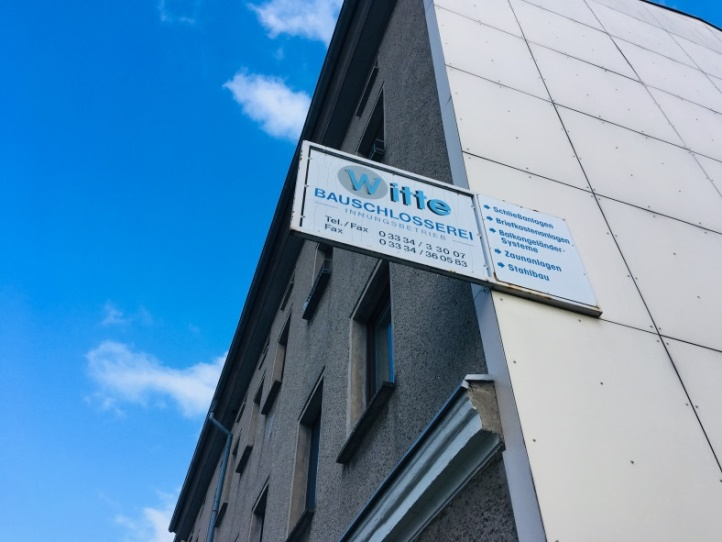 Witte
BAUSCHLOSSEREI
INNUNGSBETRIEB
Tel./Fax 0 33 34 / 3 30 07
Fax 0 33 34 / 36 05 83
Schließanlagen
Briefkastenanlagen
Balkongeländer-
Systeme
Zaunanlagen
Stahlbau